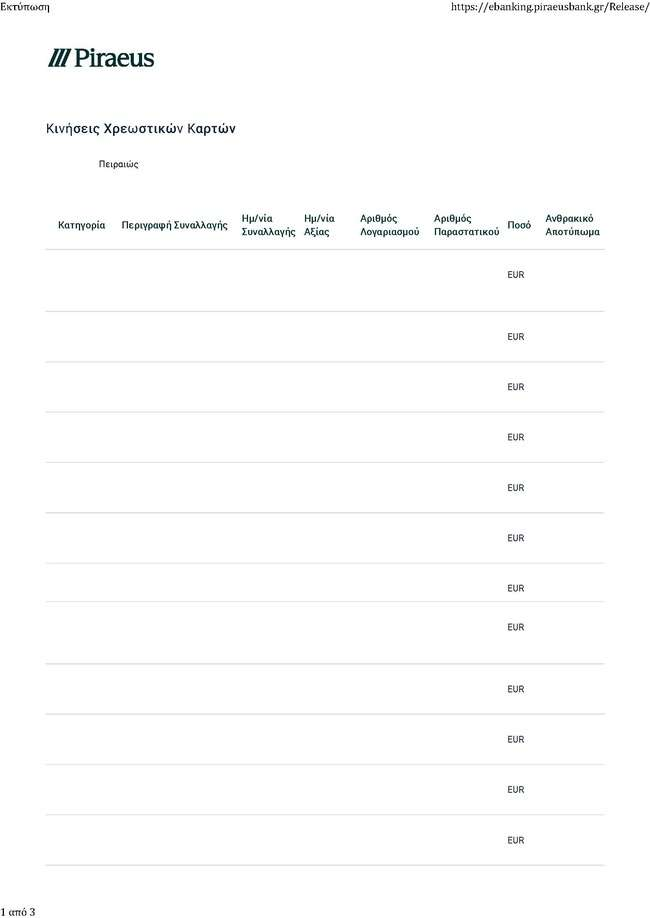 Εκτύπωση https://ebanking.piraeusbank.gr/Release/
Piraeus
Κινήσεις Χρεωστικών Καρτών
Πειραιώς
Κατηγορία Περιγραφή Συναλλαγής Ημ/νία Συναλλαγής Ημ/νία Αξίας Αριθμός Λογαριασμού Αριθμός Παραστατικού Ποσό Ανθρακικό Αποτύπωμα
EUR
EUR
EUR
EUR
EUR
EUR
EUR
EUR
EUR
EUR
EUR
EUR
1 από 3